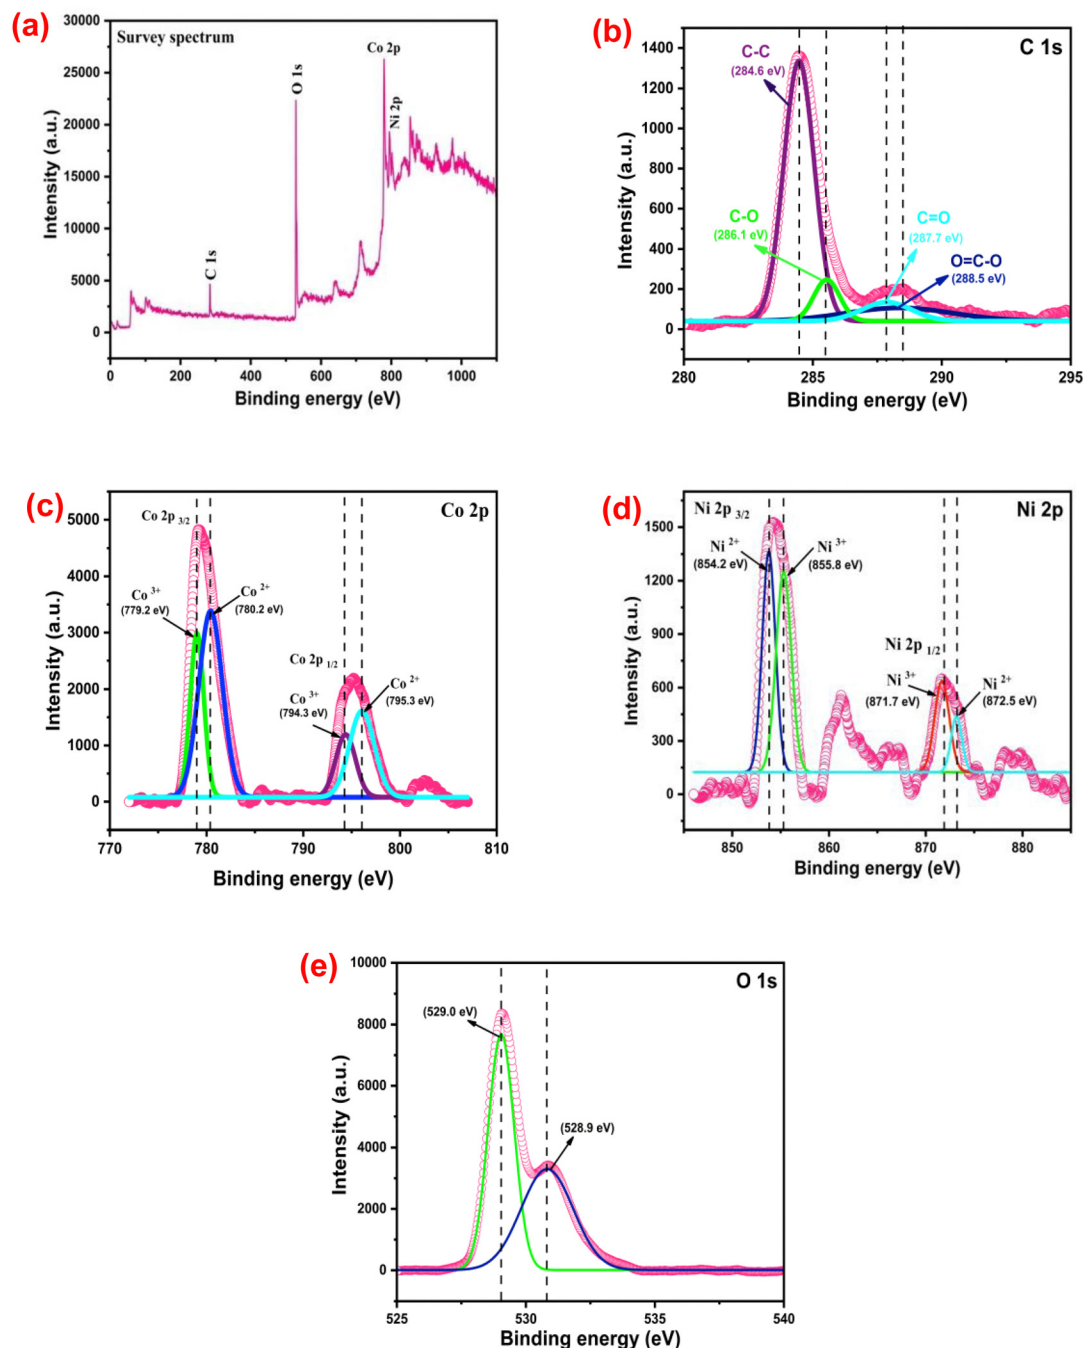 (a)
Survey spectrum
30000
25000
20000
15000
10000
5000
0
Intensity (a.u.)
C 1s
O 1s
Co 2p
Ni 2p
0 200 400 600 800 1000
Binding energy (eV)
(b)
C 1s
1400
1200
1000
800
600
400
200
0
Intensity (a.u.)
C-C
(284.6 eV)
C-O
(286.1 eV)
C=O
(287.7 eV)
O=C-O
(288.5 eV)
280 285 290 295
Binding energy (eV)
(c)
Co 2p
5000
4000
3000
2000
1000
0
Intensity (a.u.)
Co 2p 3/2
Co 3+
(779.2 eV)
Co 2+
(780.2 eV)
Co 2p 1/2
Co 3+
(794.3 eV)
Co 2+
(795.3 eV)
770 780 790 800 810
Binding energy (eV)
(d)
Ni 2p
1500
1200
900
600
300
0
Intensity (a.u.)
Ni 2p 3/2
Ni 2+
(854.2 eV)
Ni 3+
(855.8 eV)
Ni 2p 1/2
Ni 3+
(871.7 eV)
Ni 2+
(872.5 eV)
850 860 870 880
Binding energy (eV)
(e)
O 1s
10000
8000
6000
4000
2000
0
Intensity (a.u.)
(529.0 eV)
(528.9 eV)
525 530 535 540
Binding energy (eV)